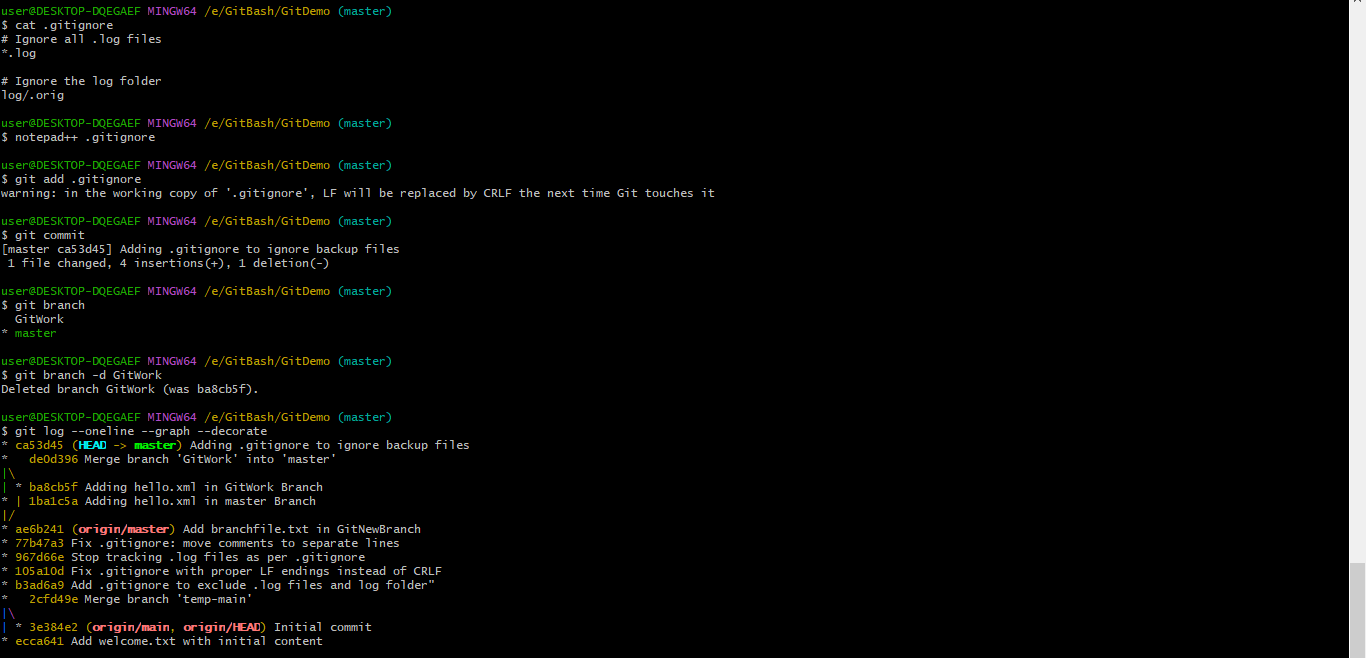 user@DESKTOP-DQEGAEF MINGW64 /e/GitBash/GitDemo (master)
$ cat .gitignore
# Ignore all .log files
*.log

# Ignore the log folder
log/.orig

user@DESKTOP-DQEGAEF MINGW64 /e/GitBash/GitDemo (master)
$ notepad++ .gitignore

user@DESKTOP-DQEGAEF MINGW64 /e/GitBash/GitDemo (master)
$ git add .gitignore
warning: in the working copy of '.gitignore', LF will be replaced by CRLF the next time Git touches it

user@DESKTOP-DQEGAEF MINGW64 /e/GitBash/GitDemo (master)
$ git commit
[master ca53d45] Adding .gitignore to ignore backup files
 1 file changed, 4 insertions(+), 1 deletion(-)

user@DESKTOP-DQEGAEF MINGW64 /e/GitBash/GitDemo (master)
$ git branch
  GitWork
* master

user@DESKTOP-DQEGAEF MINGW64 /e/GitBash/GitDemo (master)
$ git branch -d GitWork
Deleted branch GitWork (was ba8cb5f).

user@DESKTOP-DQEGAEF MINGW64 /e/GitBash/GitDemo (master)
$ git log --oneline --graph --decorate
* ca53d45 (HEAD -> master) Adding .gitignore to ignore backup files
*   de0d396 Merge branch 'GitWork' into 'master'
|\
| * ba8cb5f Adding hello.xml in GitWork Branch
* | 1ba1c5a Adding hello.xml in master Branch
|/
* ae6b241 (origin/master) Add branchfile.txt in GitNewBranch
* 77b47a3 Fix .gitignore: move comments to separate lines
* 967d66e Stop tracking .log files as per .gitignore
* 105a10d Fix .gitignore with proper LF endings instead of CRLF
* b3ad6a9 Add .gitignore to exclude .log files and log folder"
*   2cfd49e Merge branch 'temp-main'
|\
| * 3e384e2 (origin/main, origin/HEAD) Initial commit
* ecca641 Add welcome.txt with initial content